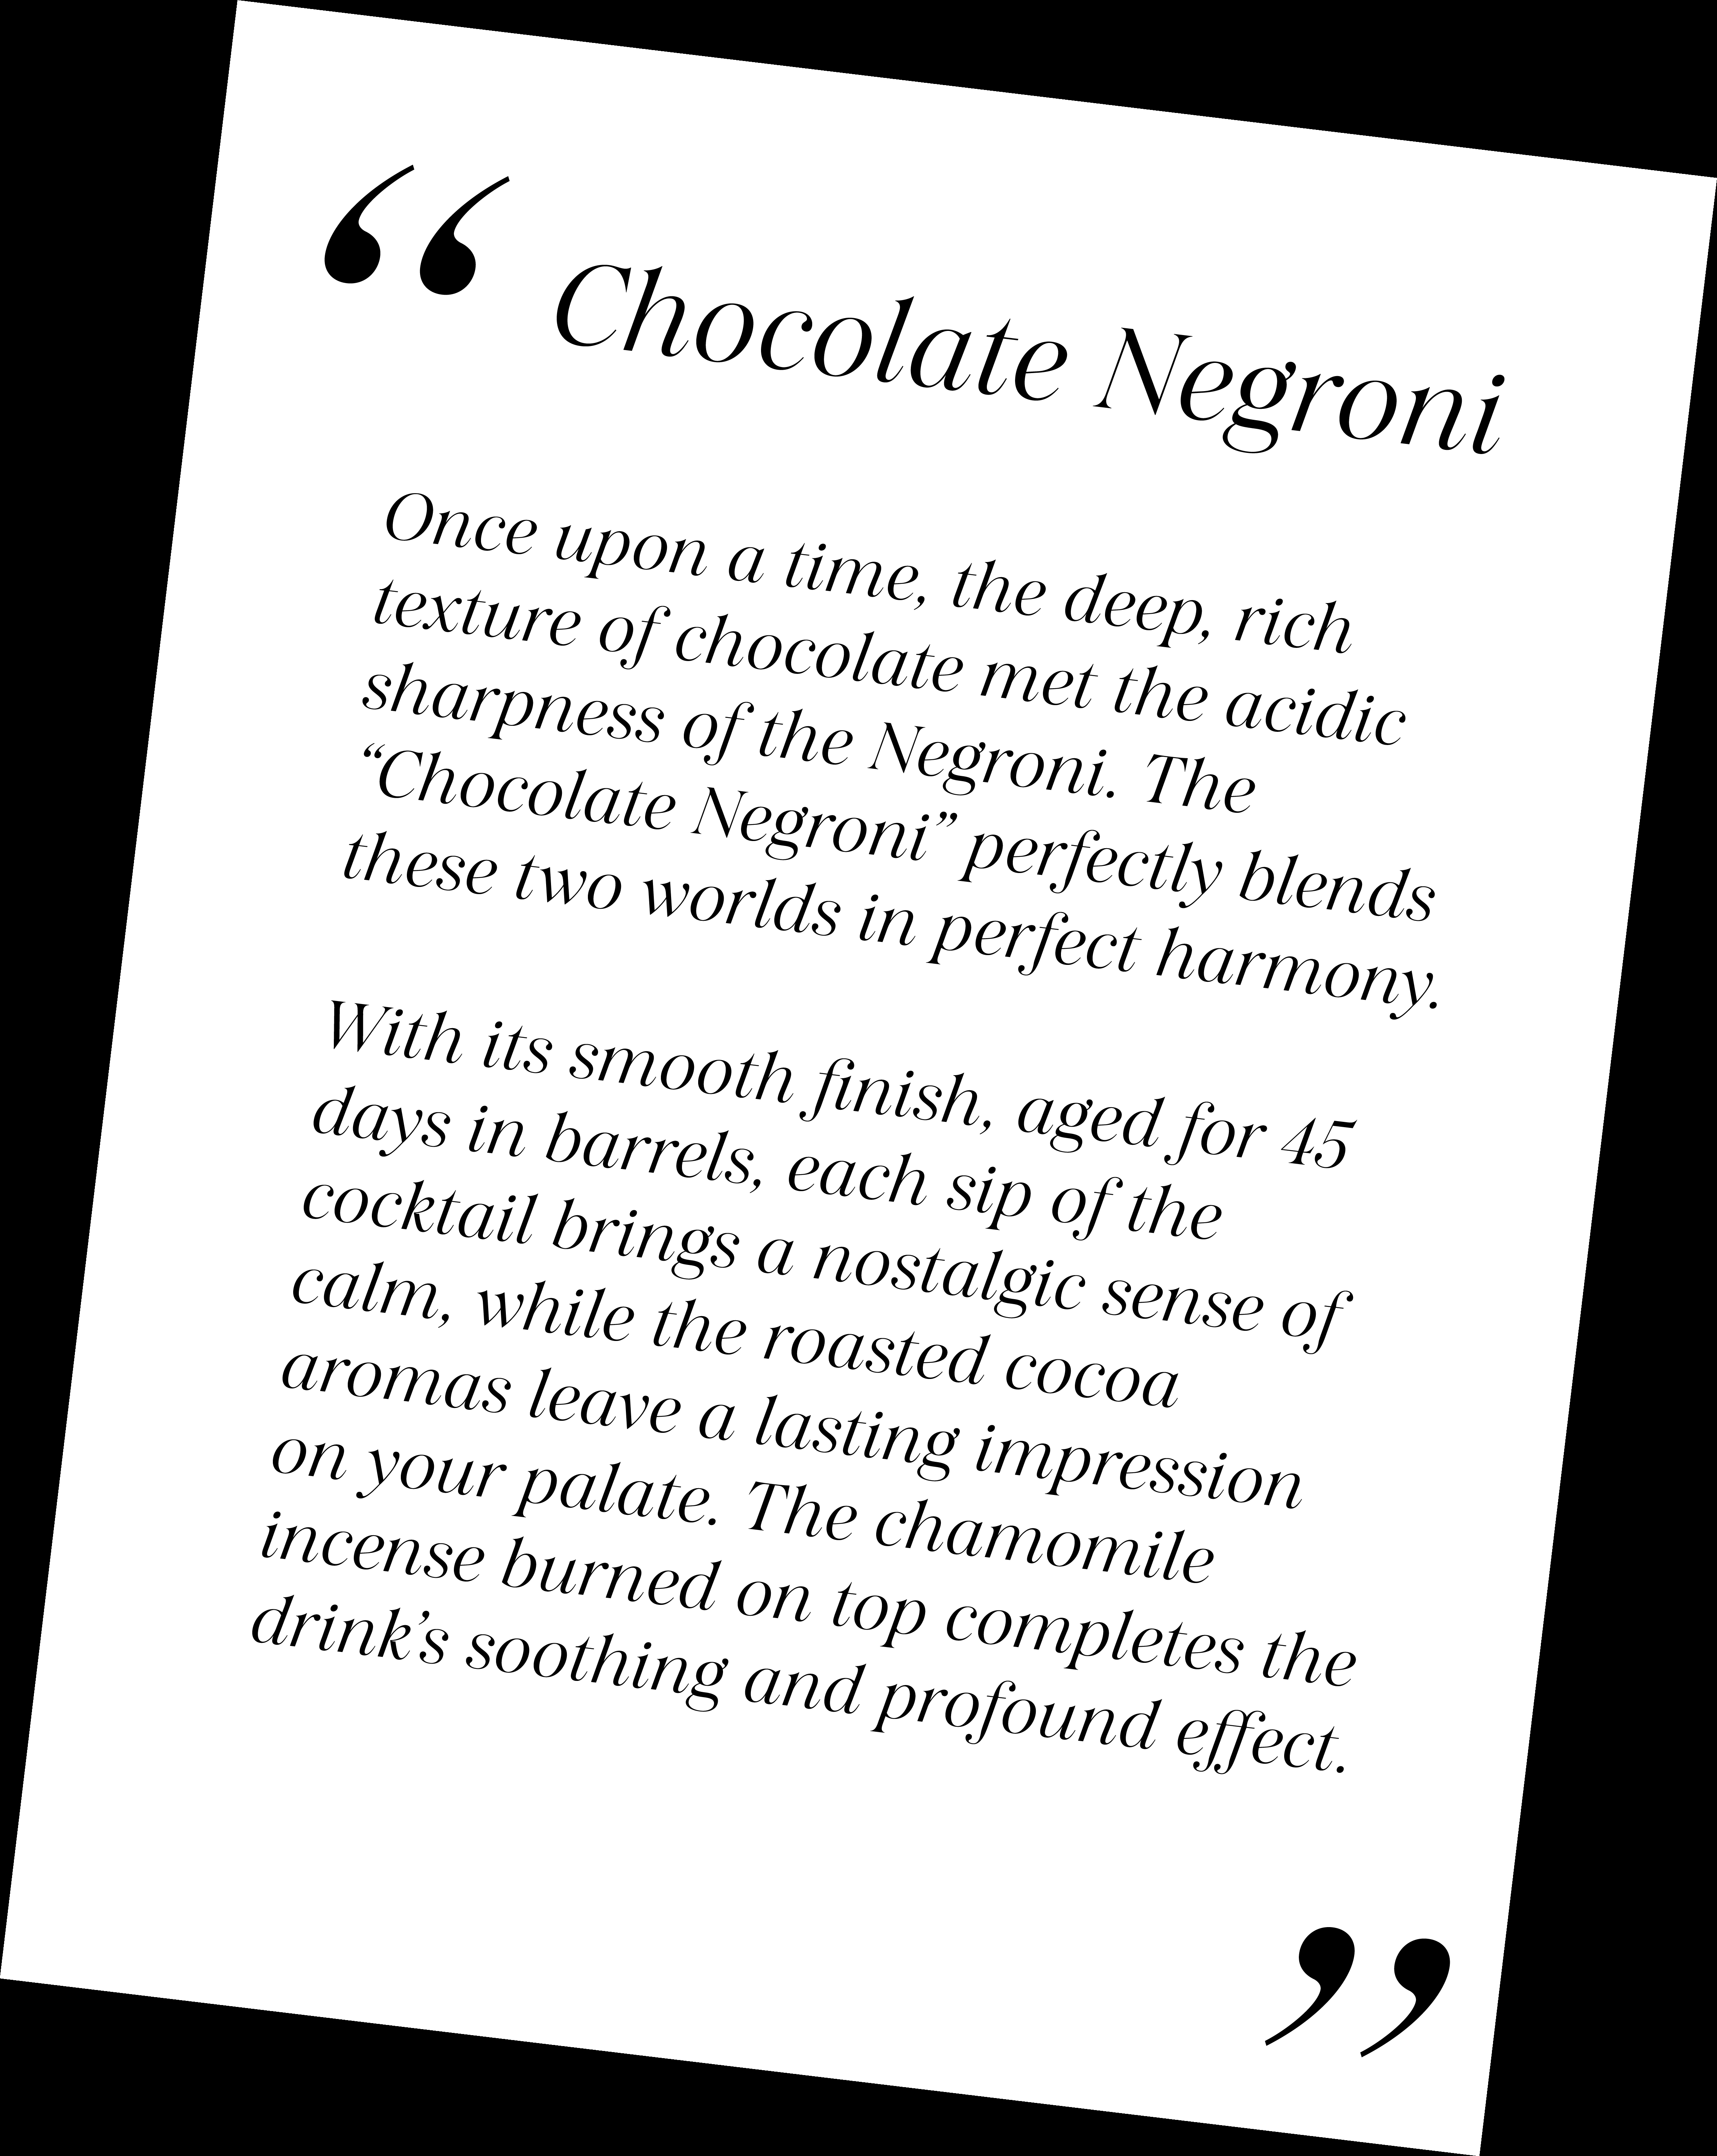 “ Chocolate Negroni
Once upon a time, the deep, rich
texture of chocolate met the acidic
sharpness of the Negroni. The
“Chocolate Negroni” perfectly blends
these two worlds in perfect harmony.
With its smooth finish, aged for 45
days in barrels, each sip of the
cocktail brings a nostalgic sense of
calm, while the roasted cocoa
aromas leave a lasting impression
on your palate. The chamomile
incense burned on top completes the
drink’s soothing and profound effect.
”